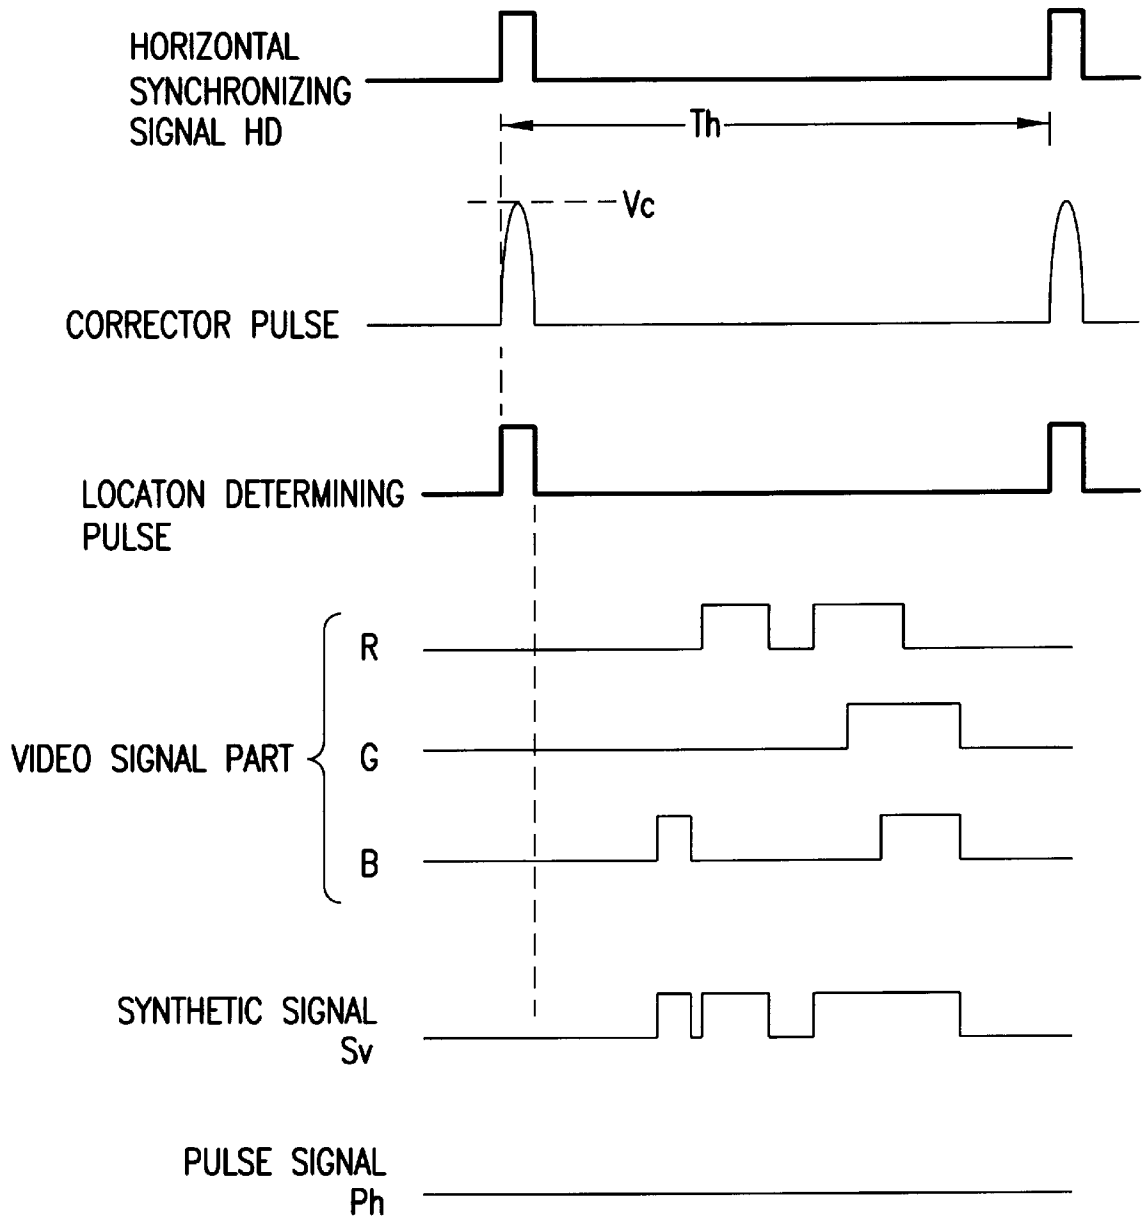 HORIZONTAL
SYNCHRONIZING
SIGNAL HD
Th
Vc
CORRECTOR PULSE
LOCATON DETERMINING
PULSE
R
VIDEO SIGNAL PART
G
B
SYNTHETIC SIGNAL
Sv
PULSE SIGNAL
Ph